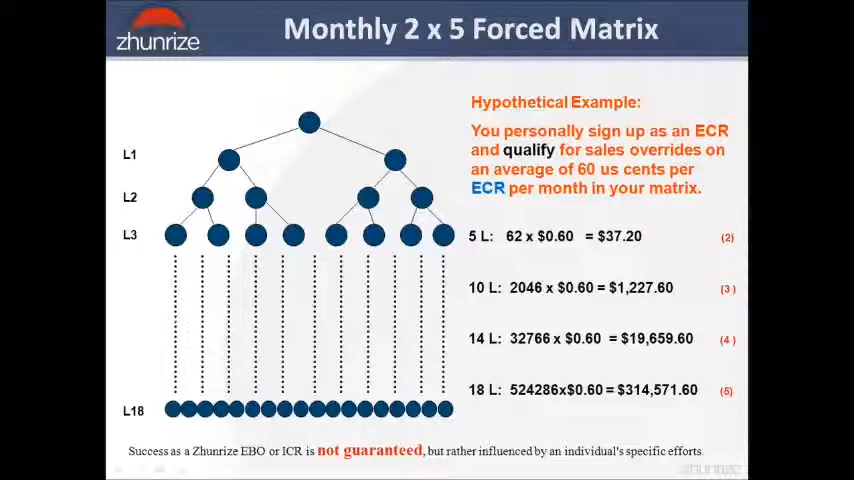 zhunrize
Monthly 2 x 5 Forced Matrix
Hypothetical Example:
You personally sign up as an ECR
and qualify for sales overrides on
an average of 60 us cents per
ECR per month in your matrix.
L1
L2
L3
5 L: 62 x $0.60 = $37.20 (2)
10 L: 2046 x $0.60 = $1,227.60 (3 )
14 L: 32766 x $0.60 = $19,659.60 (4 )
18 L: 524286x$0.60 = $314,571.60 (5)
L18
Success as a Zhunrize EBO or ICR is not guaranteed, but rather influenced by an individual's specific efforts